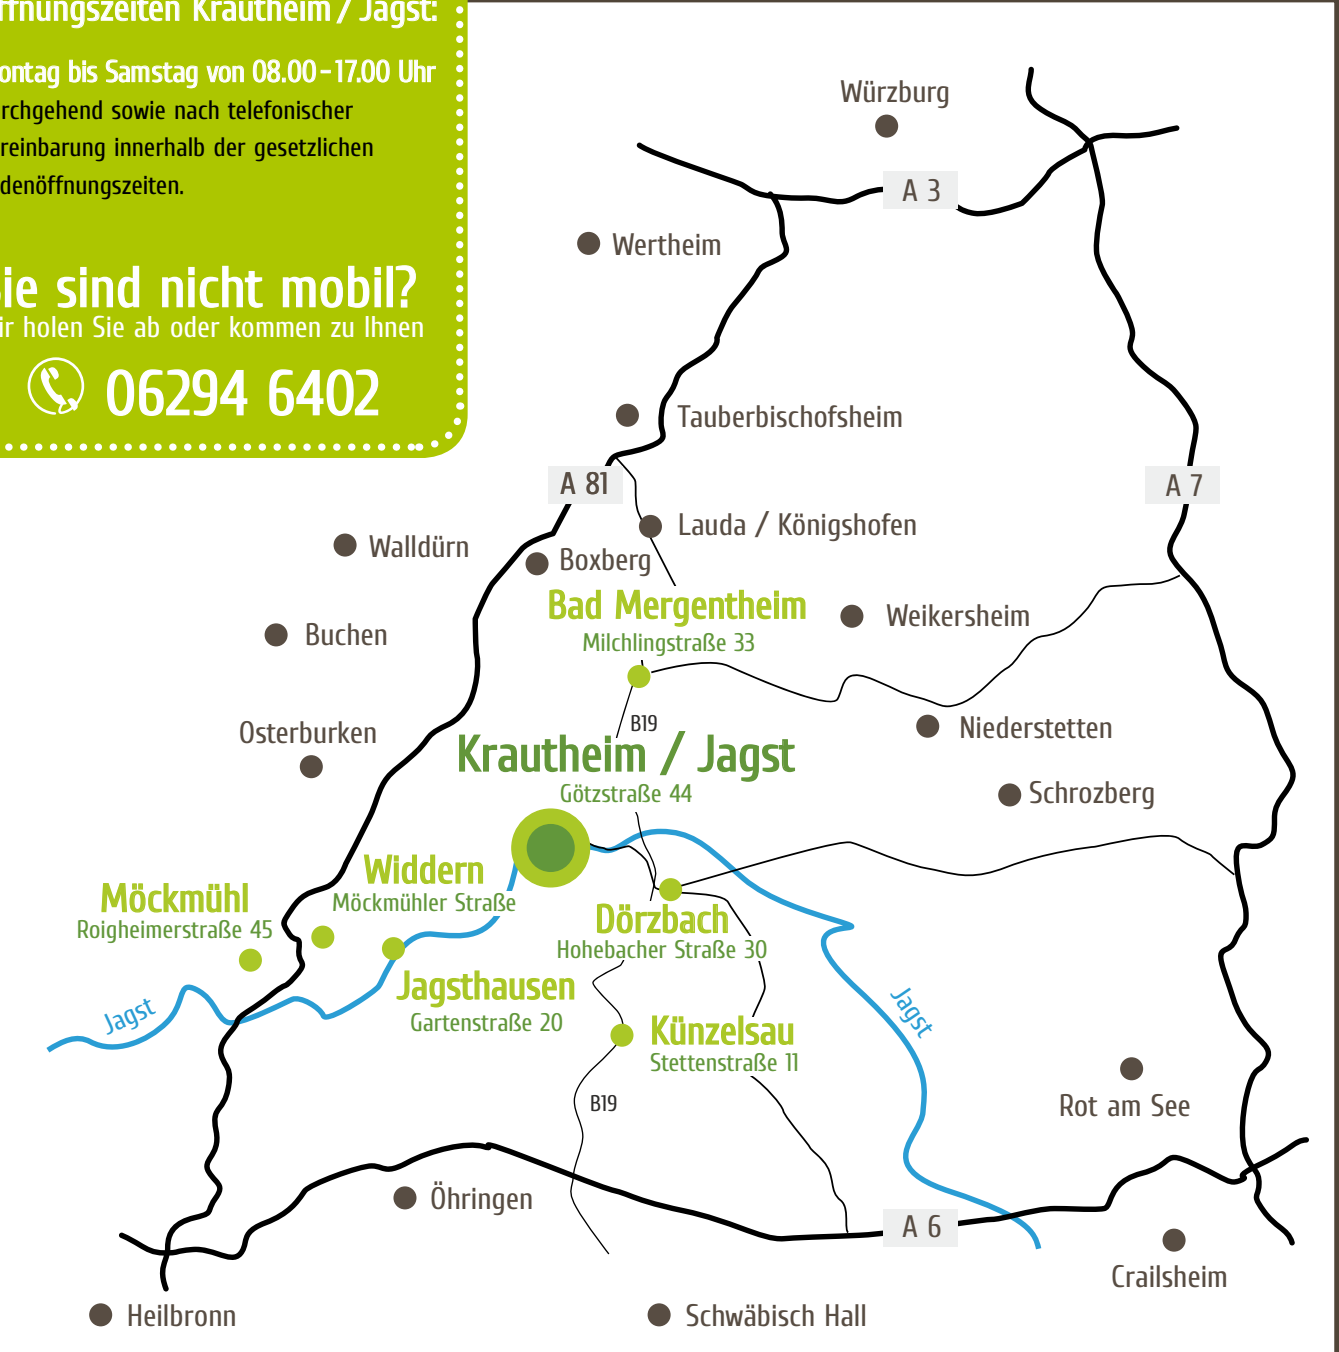 ffnungszeiten Krautheim / Jagst:
ontag bis Samstag von 08.00 – 17.00 Uhr
rchgehend sowie nach telefonischer
reinbarung innerhalb der gesetzlichen
denöffnungszeiten.
ie sind nicht mobil?
ir holen Sie ab oder kommen zu Ihnen
06294 6402
Würzburg
A 3
Wertheim
Tauberbischofsheim
A 81
A 7
Lauda / Königshofen
Walldürn
Boxberg
Bad Mergentheim
Milchlingstraße 33
Weikersheim
Buchen
B19
Niederstetten
Osterburken
Krautheim / Jagst
Götzstraße 44
Schrozberg
Widdern
Möckmühler Straße
Möckmühl
Roigheimerstraße 45
Dörzbach
Hohebacher Straße 30
Jagsthausen
Gartenstraße 20
Jagst
Jagst
Künzelsau
Stettenstraße 11
B19
Rot am See
Öhringen
A 6
Crailsheim
Heilbronn
Schwäbisch Hall